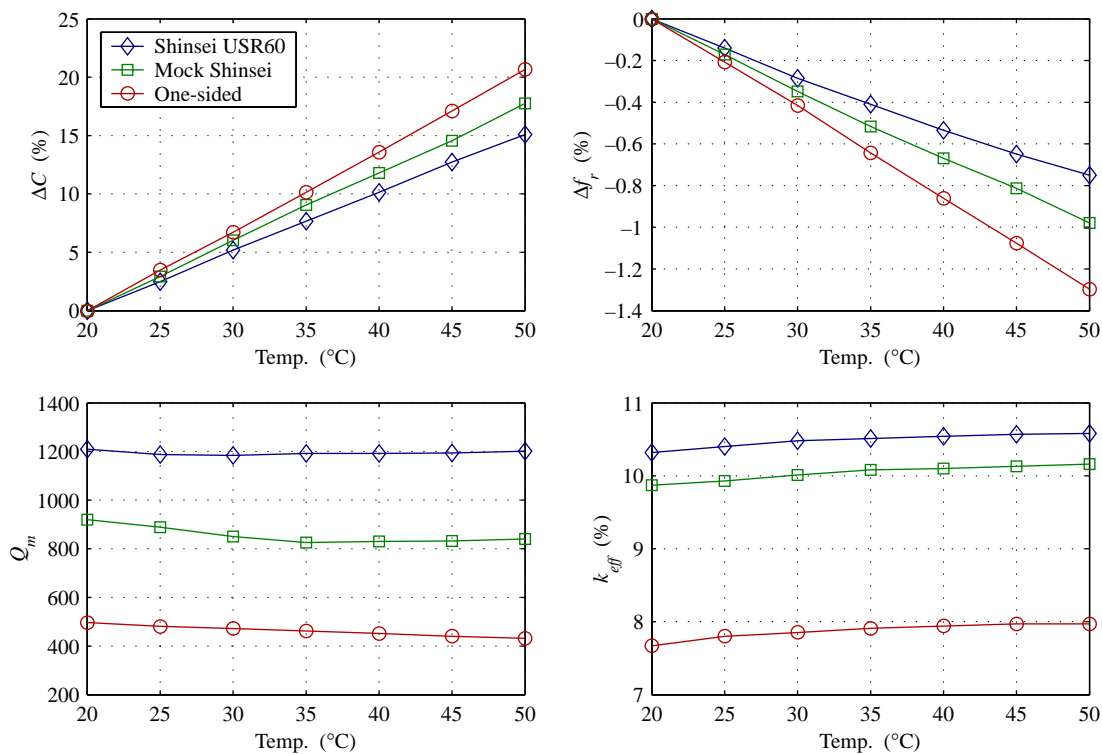 25
20
15
10
5
0
ΔC (%)
Shinsei USR60
Mock Shinsei
One-sided
20 25 30 35 40 45 50
Temp. (°C)
0
−0.2
−0.4
−0.6
−0.8
−1
−1.2
−1.4
Δf_r (%)
20 25 30 35 40 45 50
Temp. (°C)
1400
1200
1000
800
600
400
200
Q_m
20 25 30 35 40 45 50
Temp. (°C)
11
10
9
8
7
k_eff (%)
20 25 30 35 40 45 50
Temp. (°C)